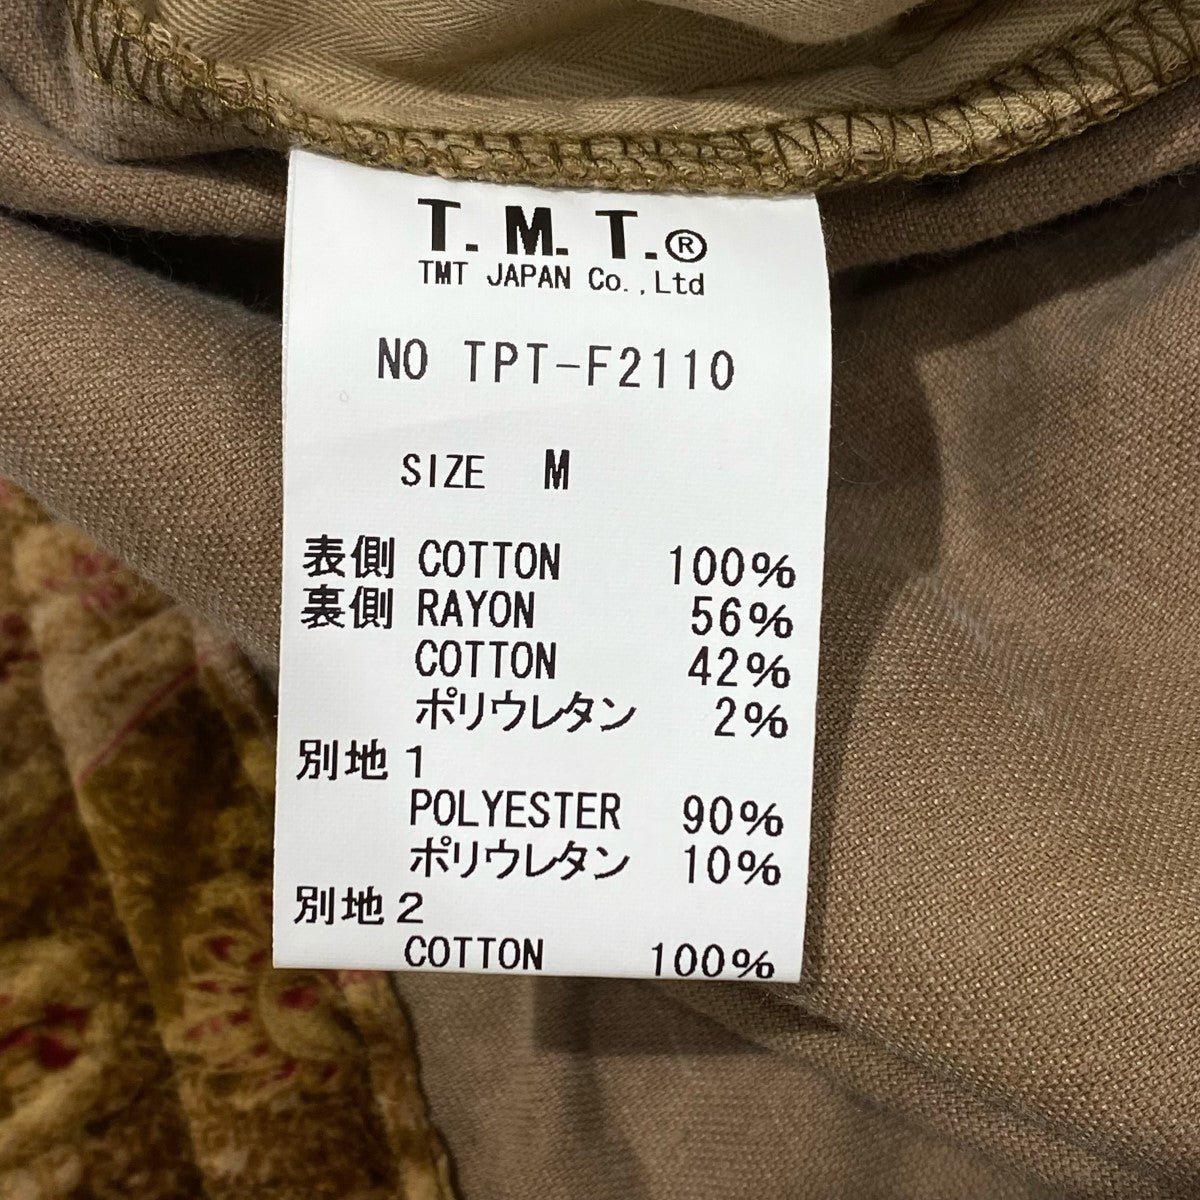 T.M.T.®
TMT JAPAN Co.,Ltd
NO TPT-F2110
SIZE M
表側 COTTON 100%
裏側 RAYON 56%
COTTON 42%
ポリウレタン 2%
別地1
POLYESTER 90%
ポリウレタン 10%
別地2
COTTON 100%